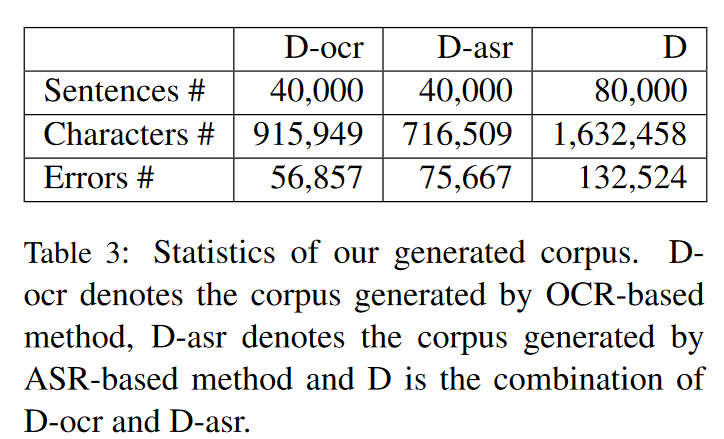 D-ocr D-asr D
Sentences # 40,000 40,000 80,000
Characters # 915,949 716,509 1,632,458
Errors # 56,857 75,667 132,524
Table 3: Statistics of our generated corpus. D-
ocr denotes the corpus generated by OCR-based
method, D-asr denotes the corpus generated by
ASR-based method and D is the combination of
D-ocr and D-asr.